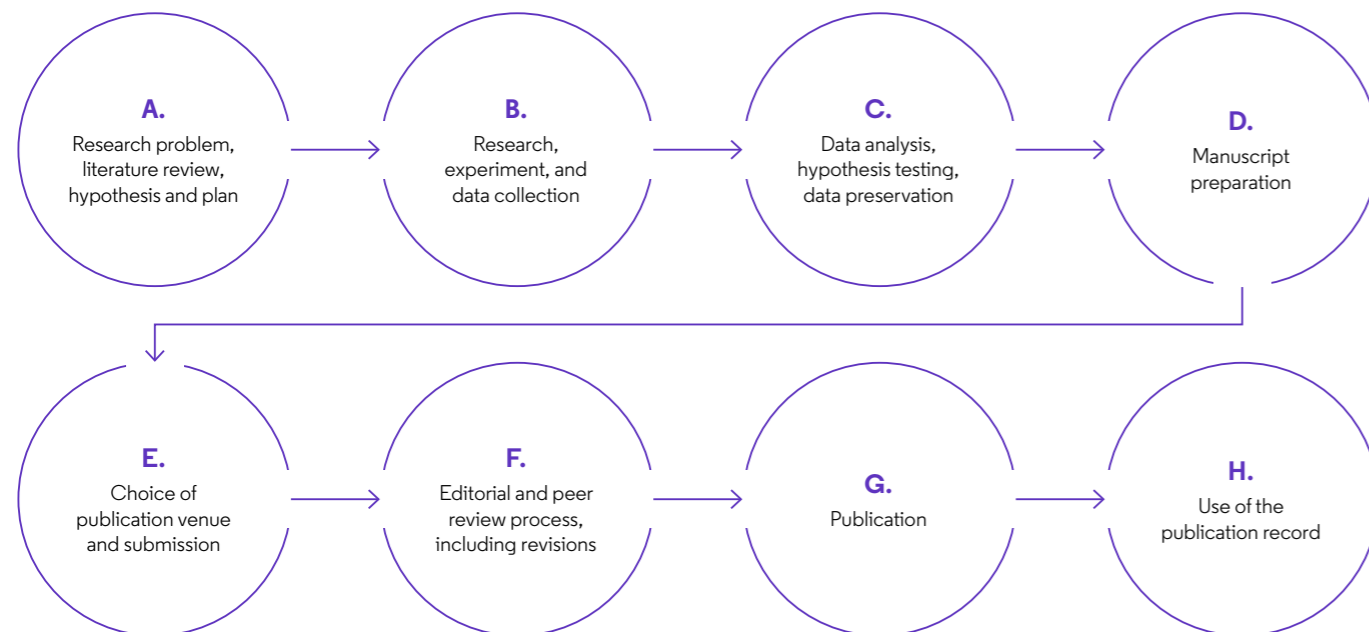 A.
Research problem,
literature review,
hypothesis and plan
B.
Research,
experiment, and
data collection
C.
Data analysis,
hypothesis testing,
data preservation
D.
Manuscript
preparation
E.
Choice of
publication venue
and submission
F.
Editorial and peer
review process,
including revisions
G.
Publication
H.
Use of the
publication record